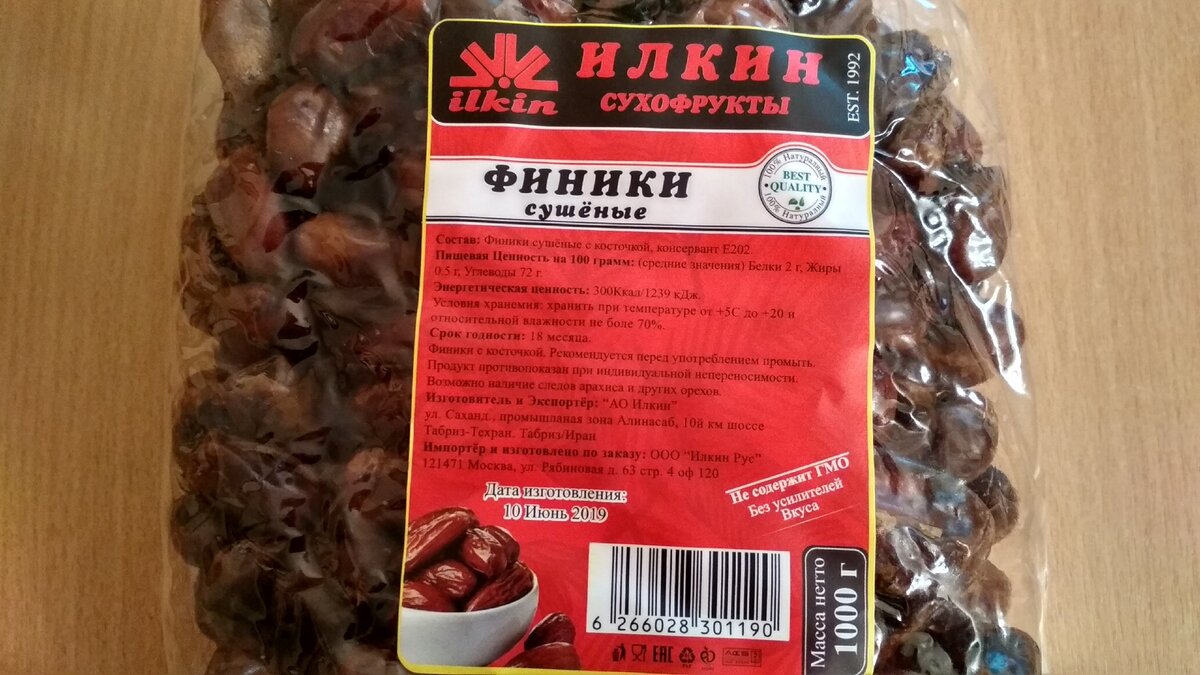 ilkin
ИЛКИН
СУХОФРУКТЫ
EST. 1992
ФИНИКИ
сушёные
100% Натуральный
BEST
QUALITY
100% Натуральный
Состав: Финики сушёные с косточкой, консервант Е202.
Пищевая Ценность на 100 грамм: (средние значения) Белки 2 г, Жиры
0.5 г, Углеводы 72 г.
Энергетическая ценность: 300Ккал/1239 кДж.
Условия хранемия: хранить при температуре от +5С до +20 и
относительной влажности не боле 70%.
Срок годности: 18 месяца.
Финики с косточкой. Рекомендуется перед употреблением промыть.
Продукт противопоказан при индивидуальной непереносимости.
Возможно наличие следов арахиса и других орехов.
Изготовитель и Экспортёр: “АО Илкин”
ул. Саханд., промышланая зона Алинасаб, 10й км шоссе
Табриз-Техран. Табриз/Иран
Импортёр и изготовлено по заказу: ООО “Илкин Рус”
121471 Москва, ул. Рябиновая д. 63 стр. 4 оф 120
Дата изготовления:
10 Июнь 2019
Не содержит ГМО
Без усилителей
Вкуса
6 266028 301190
EAC
Масса нетто
1000 г